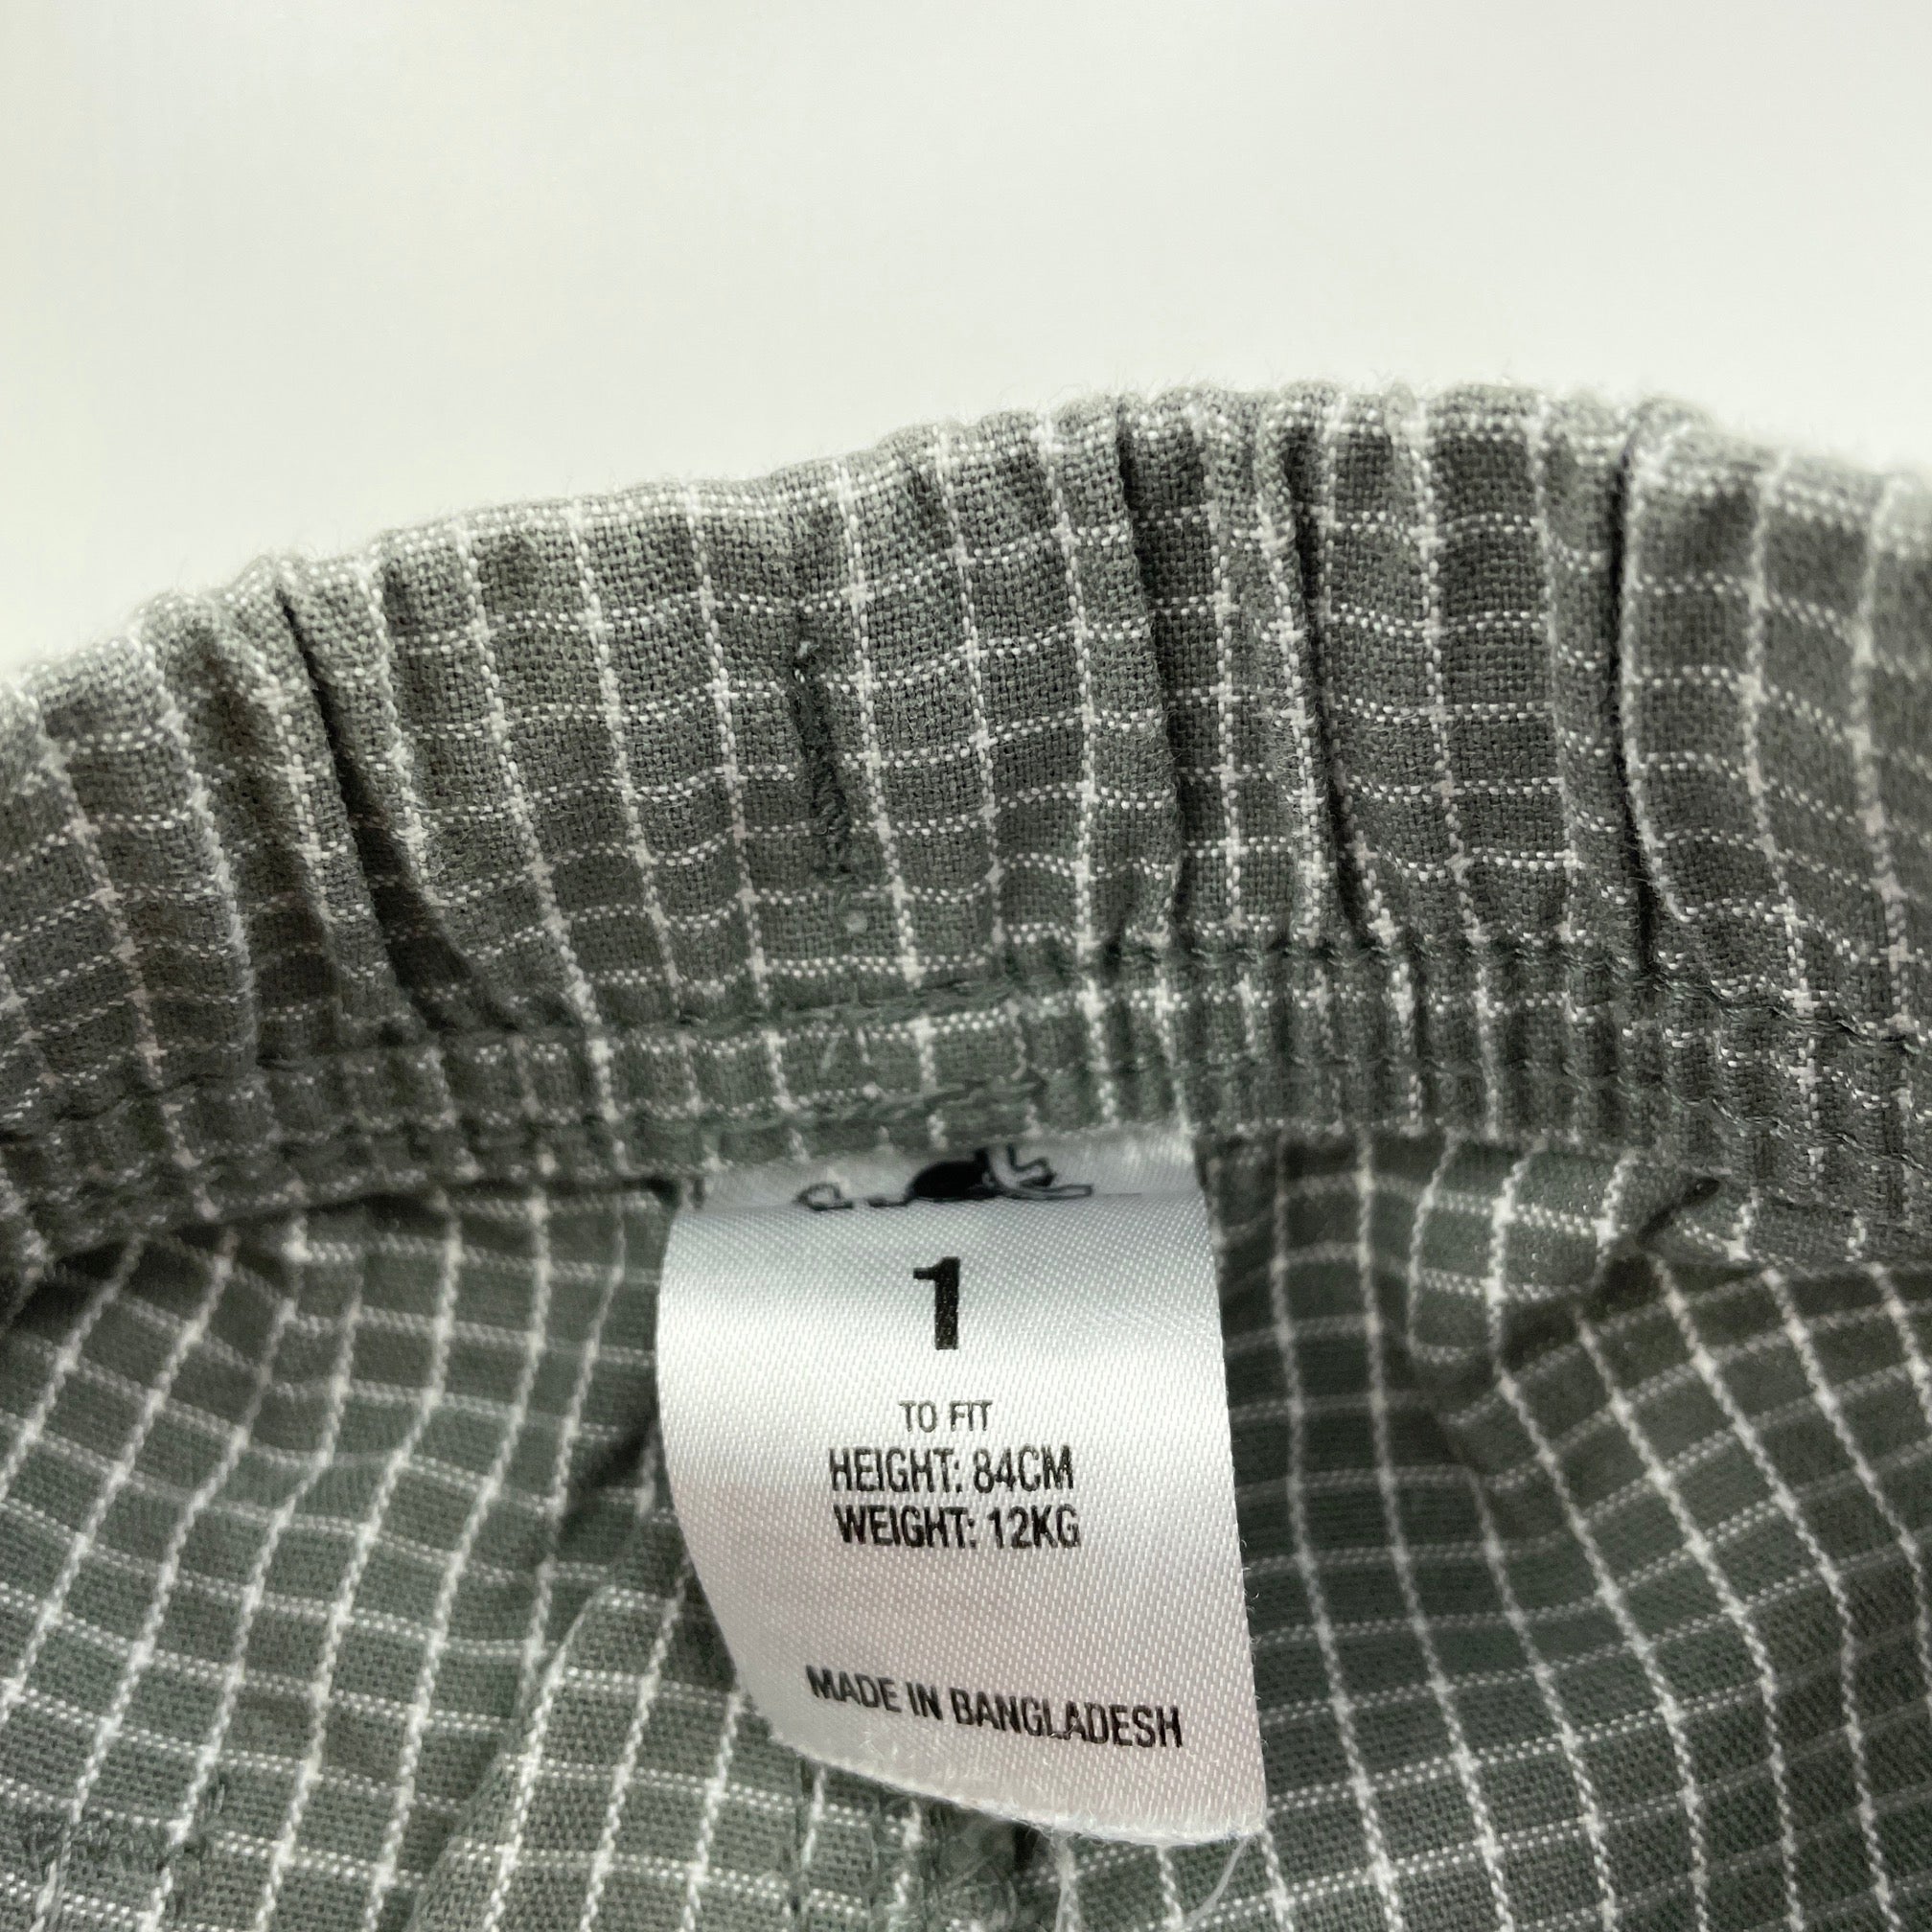 1
TO FIT
HEIGHT: 84CM
WEIGHT: 12KG
MADE IN BANGLADESH